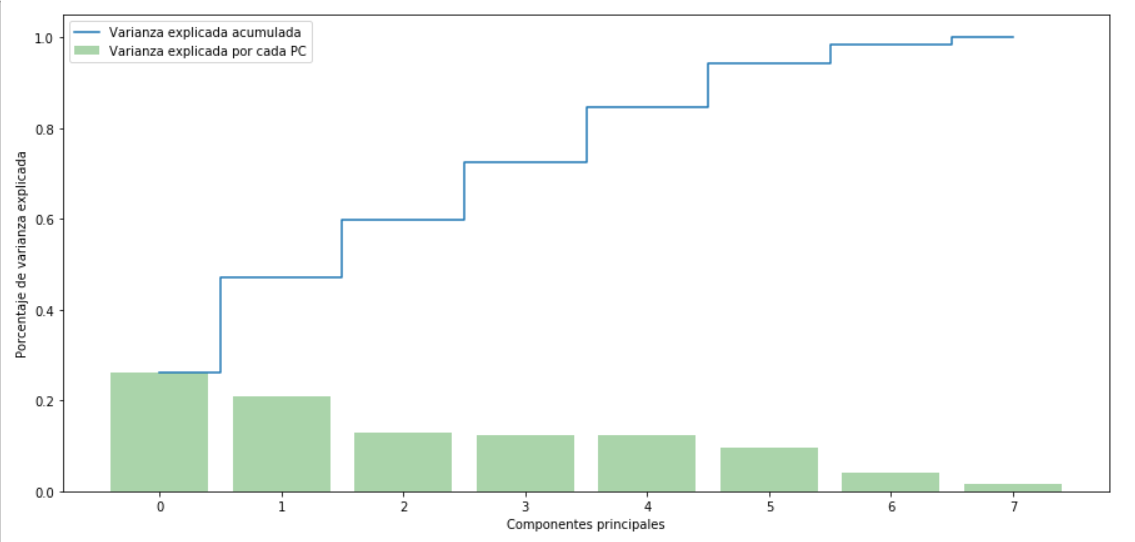 Varianza explicada acumulada
Varianza explicada por cada PC
Porcentaje de varianza explicada
1.0
0.8
0.6
0.4
0.2
0.0
0 1 2 3 4 5 6 7
Componentes principales